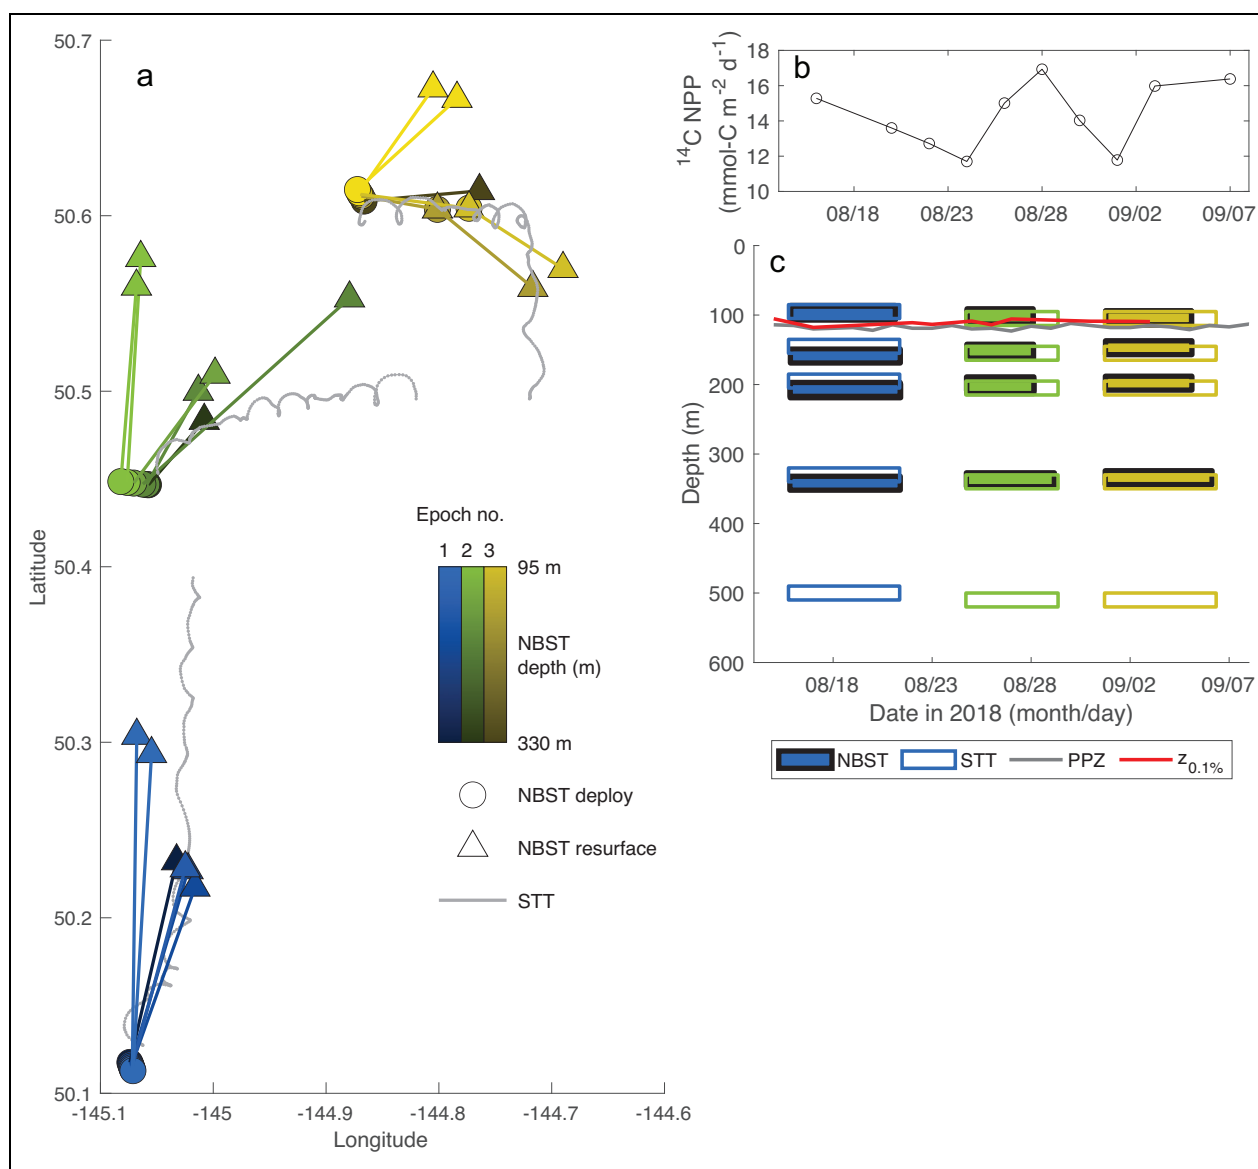 a
50.7
50.6
50.5
50.4
50.3
50.2
50.1
Latitude
-145.1 -145 -144.9 -144.8 -144.7 -144.6
Longitude
Epoch no.
1 2 3
95 m
NBST
depth (m)
330 m
NBST deploy
NBST resurface
STT
b
18
16
14
12
10
14C NPP
(mmol-C m-2 d-1)
08/18 08/23 08/28 09/02 09/07
c
0
100
200
300
400
500
600
Depth (m)
08/18 08/23 08/28 09/02 09/07
Date in 2018 (month/day)
NBST STT PPZ z0.1%